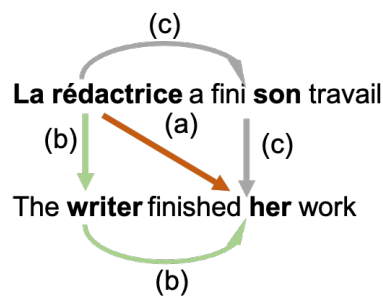 (c)
La rédactrice a fini son travail
(b) (a) (c)
The writer finished her work
(b)